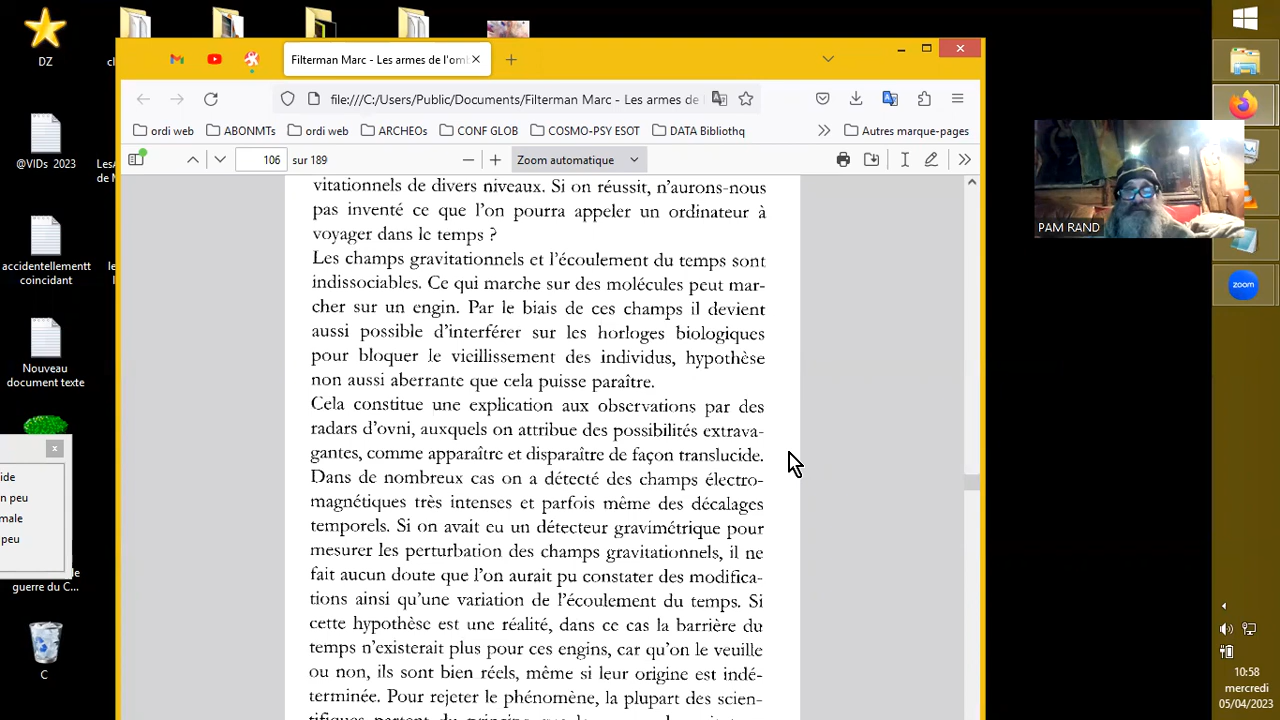 DZ
Filterman Marc - Les armes de l'oml
file:///C:/Users/Public/Documents/Filterman Marc - Les armes de
ordi web
ABONMTs
ordi web
ARCHEOs
CONF GLOB
COSMO-PSY ESOT
DATA Bibliothq
Autres marque-pages
106 sur 189
Zoom automatique
@VIDs 2023
accidentellementt
coincidant
Nouveau
document texte
ide
n peu
male
peu
guerre du C...
C
vitationnels de divers niveaux. Si on réussit, n'aurons-nous
pas inventé ce que l'on pourra appeler un ordinateur à
voyager dans le temps ?
Les champs gravitationnels et l'écoulement du temps sont
indissociables. Ce qui marche sur des molécules peut mar-
cher sur un engin. Par le biais de ces champs il devient
aussi possible d'interférer sur les horloges biologiques
pour bloquer le vieillissement des individus, hypothèse
non aussi aberrante que cela puisse paraître.
Cela constitue une explication aux observations par des
radars d'ovni, auxquels on attribue des possibilités extrava-
gantes, comme apparaître et disparaître de façon translucide.
Dans de nombreux cas on a détecté des champs électro-
magnétiques très intenses et parfois même des décalages
temporels. Si on avait eu un détecteur gravimétrique pour
mesurer les perturbation des champs gravitationnels, il ne
fait aucun doute que l'on aurait pu constater des modifica-
tions ainsi qu'une variation de l'écoulement du temps. Si
cette hypothèse est une réalité, dans ce cas la barrière du
temps n'existerait plus pour ces engins, car qu'on le veuille
ou non, ils sont bien réels, même si leur origine est indé-
terminée. Pour rejeter le phénomène, la plupart des scien-
PAM RAND
zoom
10:58
mercredi
05/04/2023